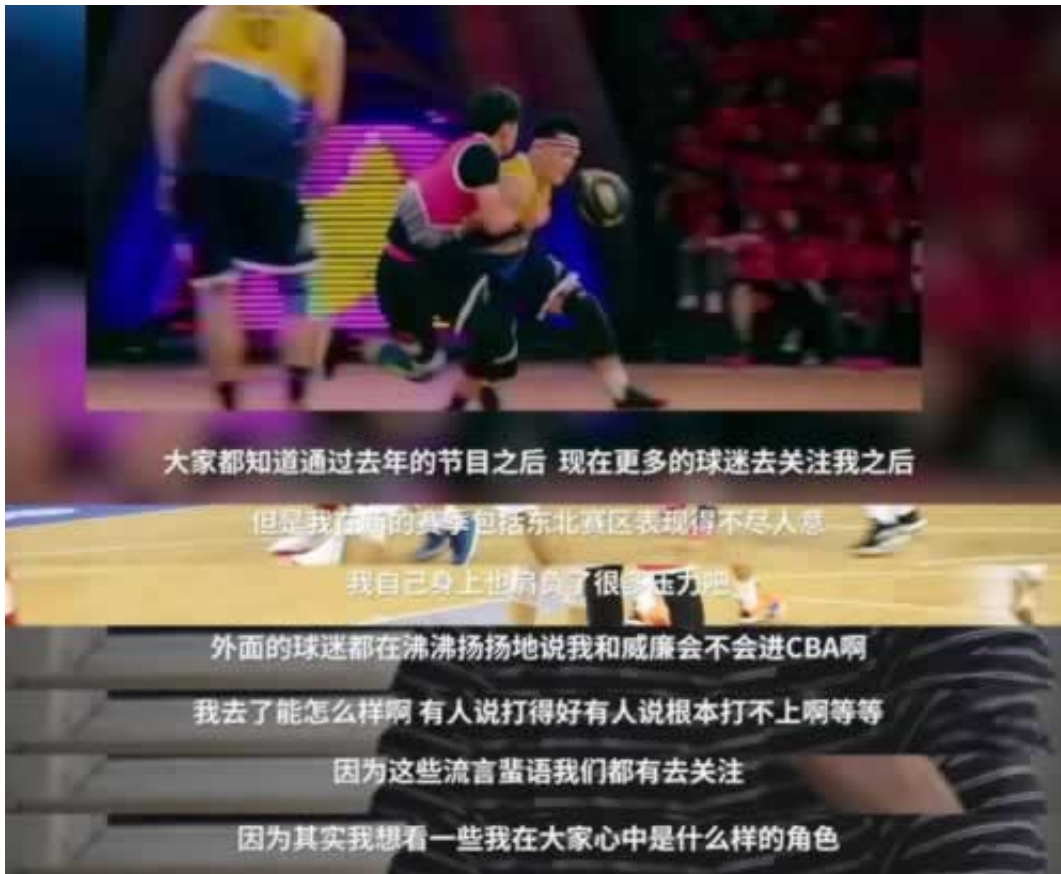 大家都知道通过去年的节目之后 现在更多的球迷去关注我之后
但是我在新的赛季包括东北赛区表现得不尽人意
我自己身上也肩负了很多压力吧
外面的球迷都在沸沸扬扬地说我和威廉会不会进CBA啊
我去了能怎么样啊 有人说打得好有人说根本打不上啊等等
因为这些流言蜚语我们都有去关注
因为其实我想看一些我在大家心中是什么样的角色